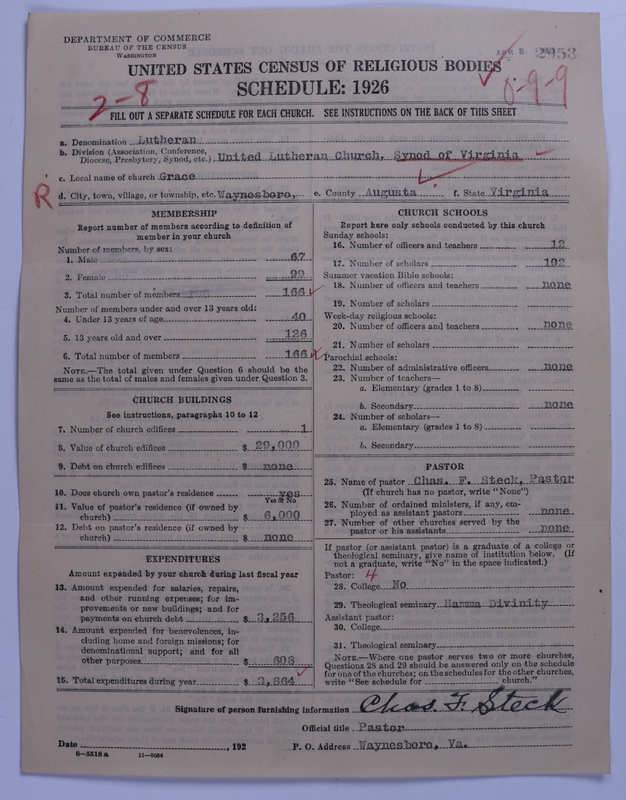 DEPARTMENT OF COMMERCE
BUREAU OF THE CENSUS
WASHINGTON
APR 8
2953
UNITED STATES CENSUS OF RELIGIOUS BODIES
SCHEDULE: 1926
2-8
0-9-9
FILL OUT A SEPARATE SCHEDULE FOR EACH CHURCH. SEE INSTRUCTIONS ON THE BACK OF THIS SHEET
a. Denomination Lutheran
b. Division (Association, Conference, Diocese, Presbytery, Synod, etc.) United Lutheran Church, Synod of Virginia
c. Local name of church Grace
R
d. City, town, village, or township, etc. Waynesboro, e. County Augusta f. State Virginia
MEMBERSHIP
Report number of members according to definition of
member in your church
Number of members, by sex:
1. Male 67
2. Female 99
3. Total number of members 166
Number of members under and over 13 years old:
4. Under 13 years of age 40
5. 13 years old and over 126
6. Total number of members 166
NOTE.—The total given under Question 6 should be the
same as the total of males and females given under Question 3.
CHURCH BUILDINGS
See instructions, paragraphs 10 to 12
7. Number of church edifices 1
8. Value of church edifices $ 29,000
9. Debt on church edifices $ none
10. Does church own pastor's residence yes
Yes or No
11. Value of pastor's residence (if owned by
church) $ 6,000
12. Debt on pastor's residence (if owned by
church) $ none
EXPENDITURES
Amount expended by your church during last fiscal year
13. Amount expended for salaries, repairs,
and other running expenses; for im-
provements or new buildings; and for
payments on church debt $ 3,256
14. Amount expended for benevolences, in-
cluding home and foreign missions; for
denominational support; and for all
other purposes $ 608
15. Total expenditures during year $ 3,864
CHURCH SCHOOLS
Report here only schools conducted by this church
Sunday schools:
16. Number of officers and teachers 12
17. Number of scholars 102
Summer vacation Bible schools:
18. Number of officers and teachers none
19. Number of scholars
Week-day religious schools:
20. Number of officers and teachers none
21. Number of scholars
Parochial schools:
22. Number of administrative officers none
23. Number of teachers—
a. Elementary (grades 1 to 8)
b. Secondary none
24. Number of scholars—
a. Elementary (grades 1 to 8)
b. Secondary
PASTOR
25. Name of pastor Chas. F. Steck, Pastor
(If church has no pastor, write "None")
26. Number of ordained ministers, if any, em-
ployed as assistant pastors none
27. Number of other churches served by the
pastor or his assistants none
If pastor (or assistant pastor) is a graduate of a college or
theological seminary, give name of institution below. (If
not a graduate, write "No" in the space indicated.)
Pastor: 4
28. College No
29. Theological seminary Hamma Divinity
Assistant pastor:
30. College
31. Theological seminary
NOTE.—Where one pastor serves two or more churches,
Questions 28 and 29 should be answered only on the schedule
for one of the churches; on the schedules for the other churches,
write "See schedule for church."
Signature of person furnishing information Chas. F. Steck
Official title Pastor
Date , 192 P. O. Address Waynesboro, Va.
8-5518a 11-9054